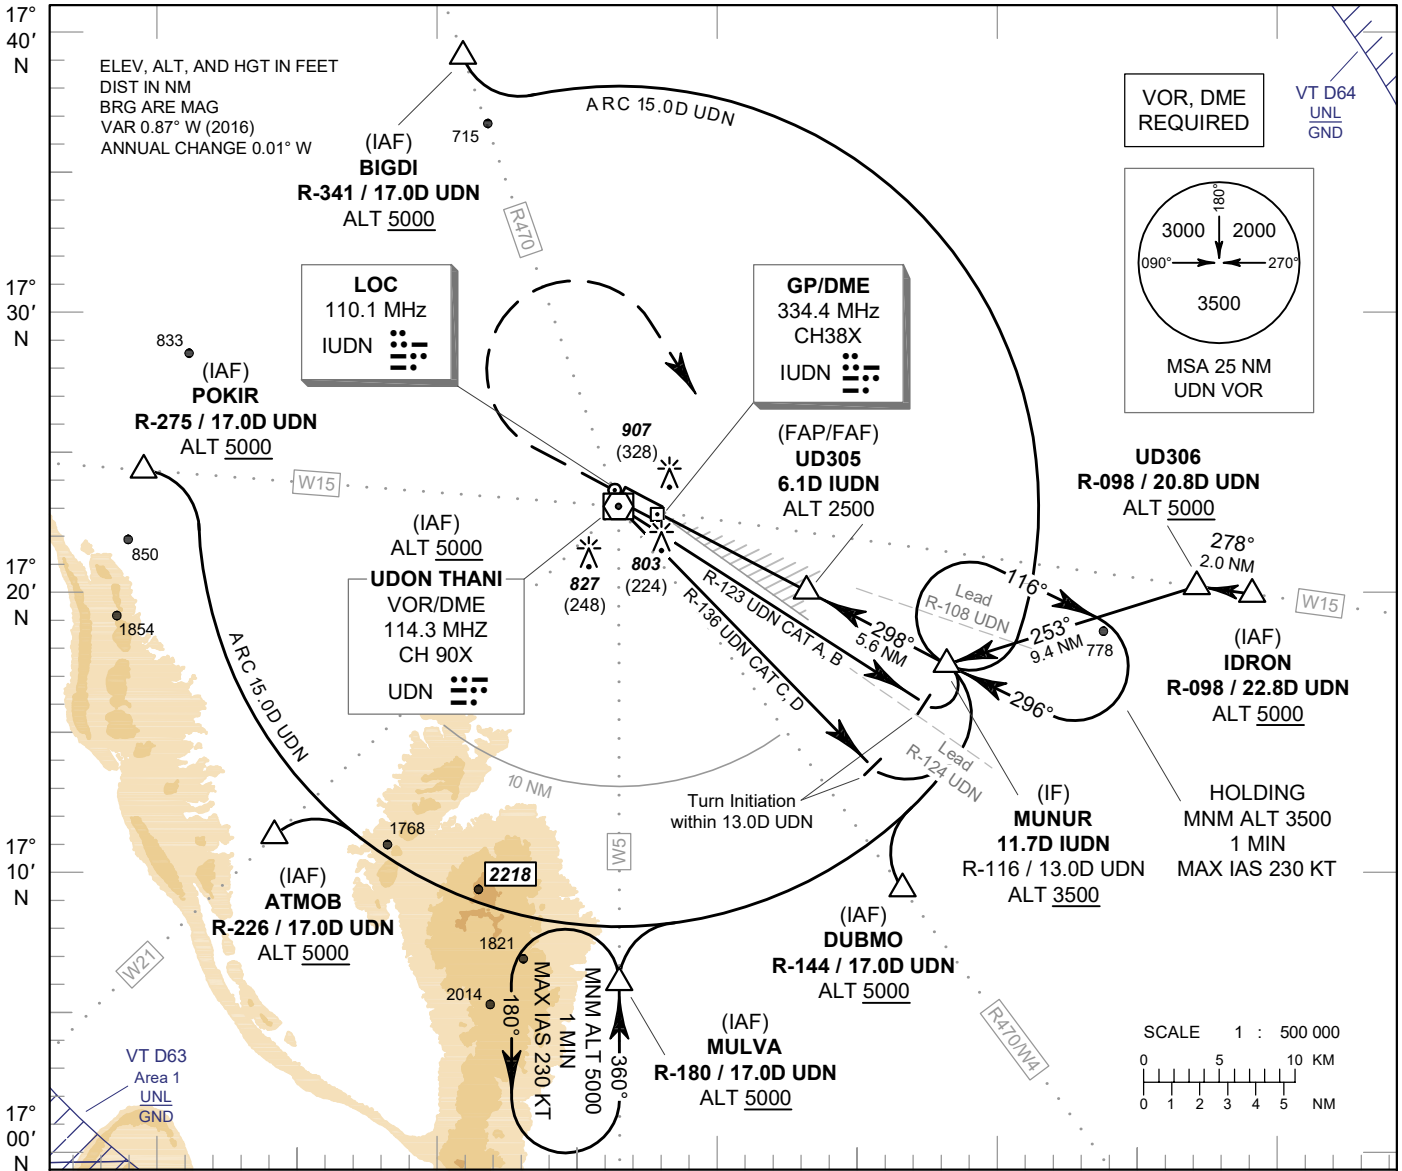 17°
40′
N
ELEV, ALT, AND HGT IN FEET
DIST IN NM
BRG ARE MAG
VAR 0.87° W (2016)
ANNUAL CHANGE 0.01° W
(IAF)
BIGDI
R-341 / 17.0D UDN
ALT 5000
715
ARC 15.0D UDN
VOR, DME
REQUIRED
VT D64
UNL
GND
180°
3000
2000
090°
270°
3500
MSA 25 NM
UDN VOR
R470
17°
30′
N
LOC
110.1 MHz
IUDN
GP/DME
334.4 MHz
CH38X
IUDN
833
(IAF)
POKIR
R-275 / 17.0D UDN
ALT 5000
907
(328)
(FAP/FAF)
UD305
6.1D IUDN
ALT 2500
UD306
R-098 / 20.8D UDN
ALT 5000
W15
278°
2.0 NM
W15
(IAF)
IDRON
R-098 / 22.8D UDN
ALT 5000
850
(IAF)
ALT 5000
UDON THANI
VOR/DME
114.3 MHZ
CH 90X
UDN
827
(248)
803
(224)
17°
20′
N
1854
R-123 UDN CAT A, B
R-136 UDN CAT C, D
298°
5.6 NM
Lead
R-108 UDN
116°
253°
9.4 NM
778
296°
ARC 15.0D UDN
10 NM
Lead
R-124 UDN
Turn Initiation
within 13.0D UDN
(IF)
MUNUR
11.7D IUDN
R-116 / 13.0D UDN
ALT 3500
HOLDING
MNM ALT 3500
1 MIN
MAX IAS 230 KT
17°
10′
N
1768
W5
2218
(IAF)
ATMOB
R-226 / 17.0D UDN
ALT 5000
W21
1821
2014
180°
MAX IAS 230 KT
1 MIN
MNM ALT 5000
360°
(IAF)
DUBMO
R-144 / 17.0D UDN
ALT 5000
(IAF)
MULVA
R-180 / 17.0D UDN
ALT 5000
R470/W4
VT D63
Area 1
UNL
GND
17°
00′
N
SCALE 1 : 500 000
0 5 10 KM
0 1 2 3 4 5 NM